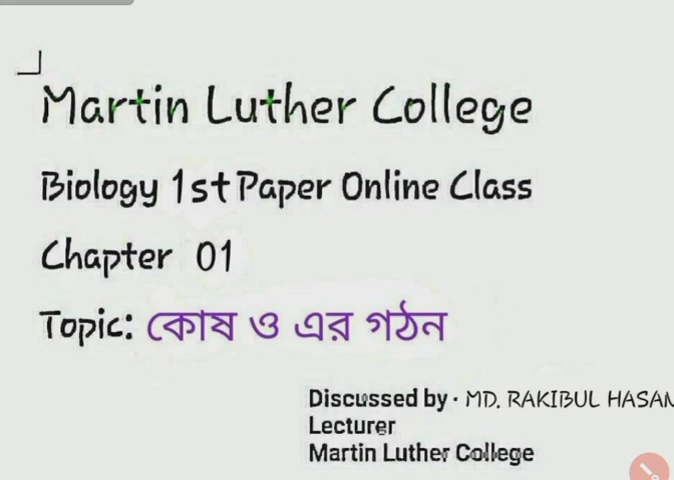 Martin Luther College
Biology 1st Paper Online Class
Chapter 01
Topic: কোষ ও এর গঠন
Discussed by · MD. RAKIBUL HASAN
Lecturer
Martin Luther College